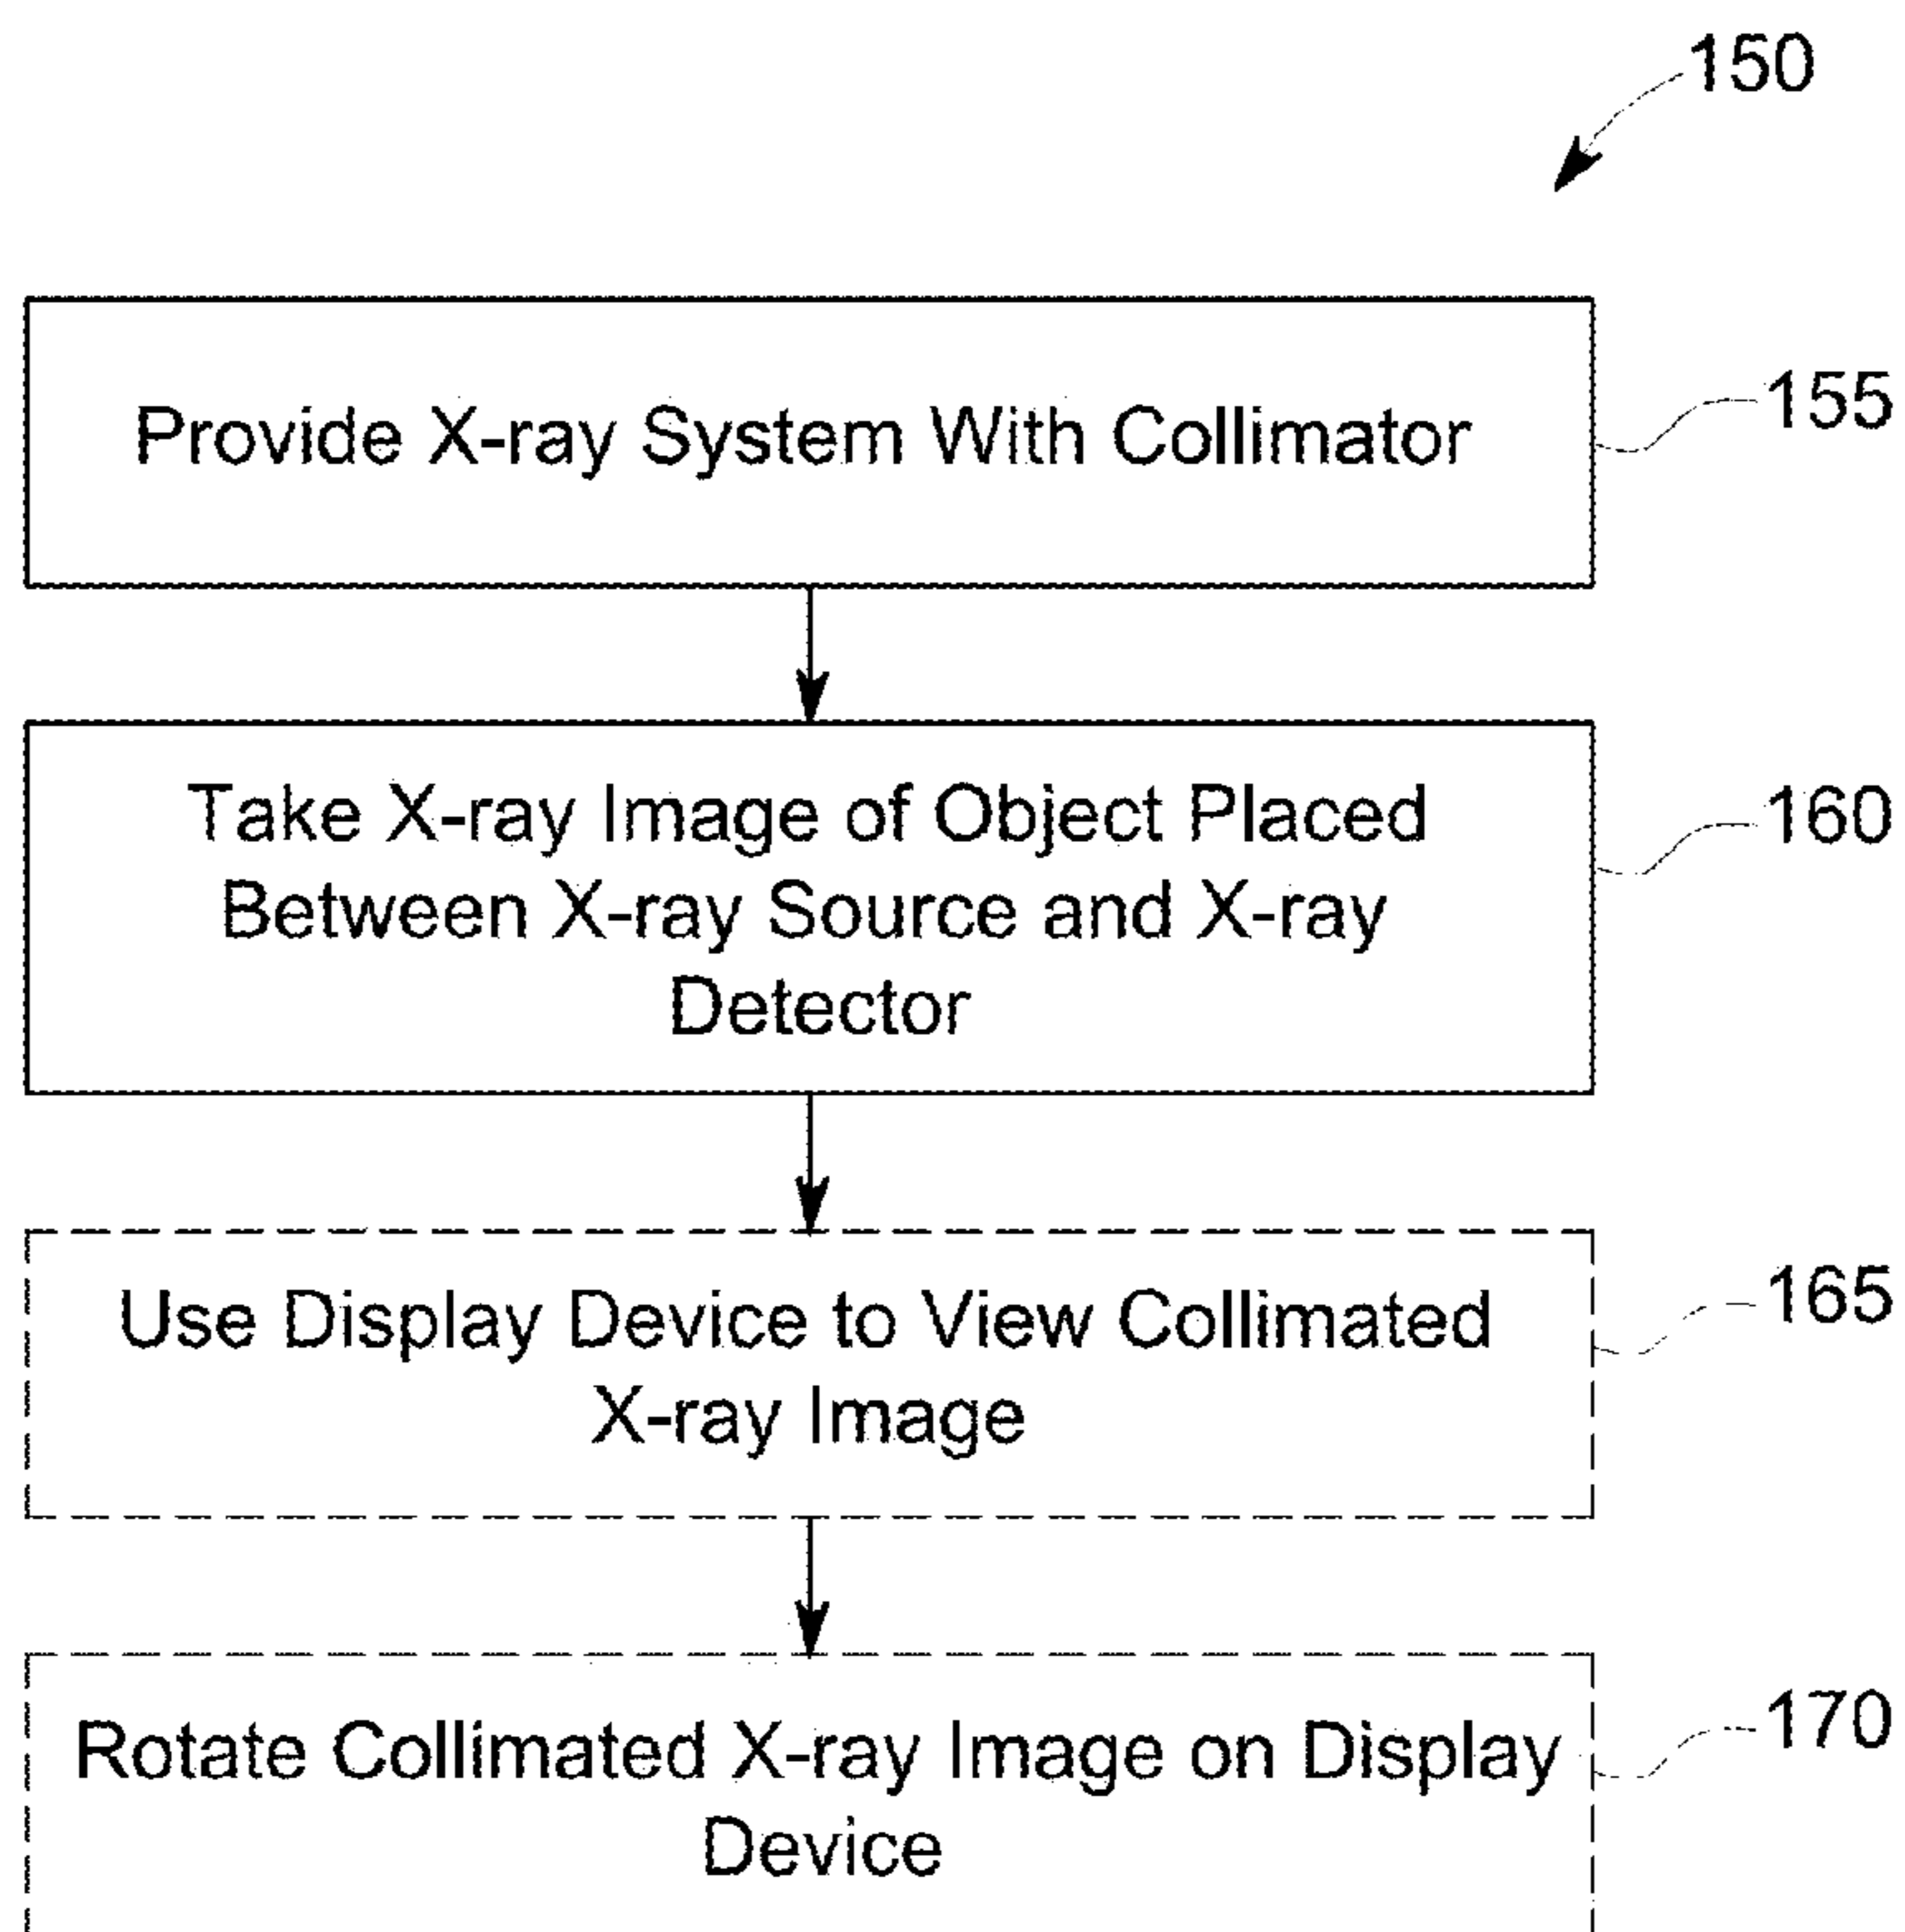 150
Provide X-ray System With Collimator
155
Take X-ray Image of Object Placed
Between X-ray Source and X-ray
Detector
160
Use Display Device to View Collimated
X-ray Image
165
Rotate Collimated X-ray Image on Display
Device
170